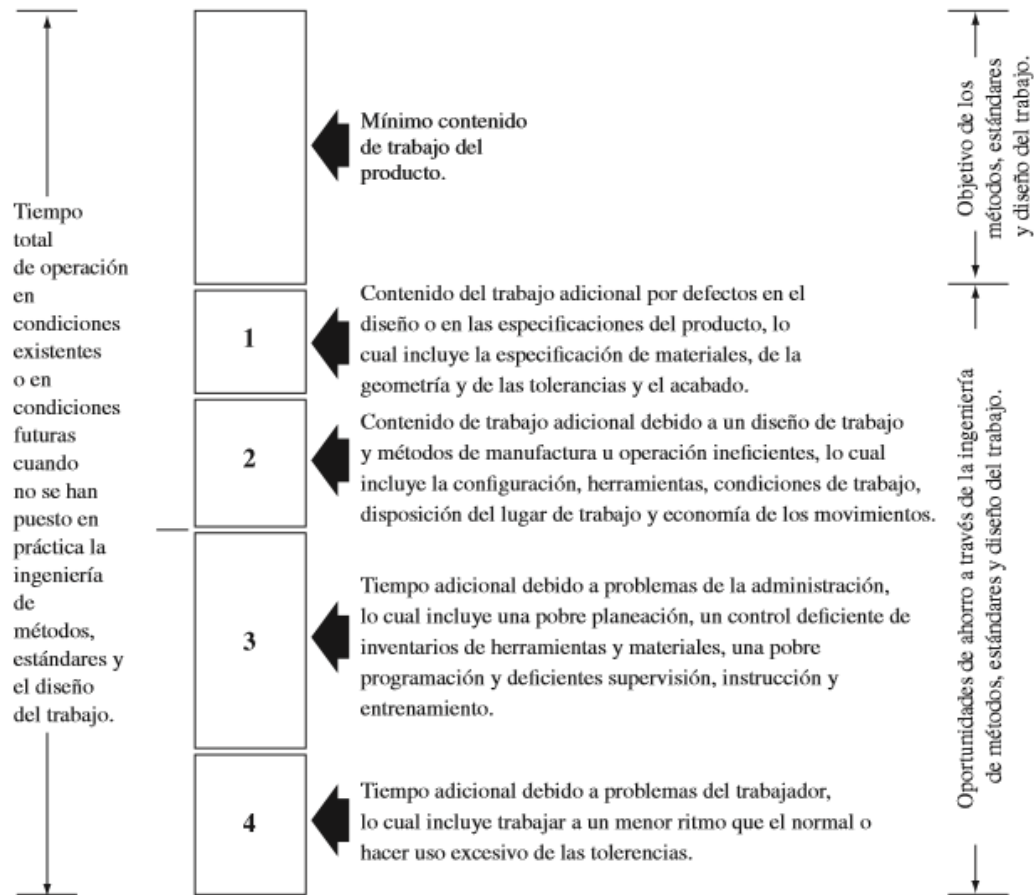 Tiempo
total
de operación
en
condiciones
existentes
o en
condiciones
futuras
cuando
no se han
puesto en
práctica la
ingeniería
de
métodos,
estándares y
el diseño
del trabajo.
Mínimo contenido
de trabajo del
producto.
1
Contenido del trabajo adicional por defectos en el
diseño o en las especificaciones del producto, lo
cual incluye la especificación de materiales, de la
geometría y de las tolerancias y el acabado.
2
Contenido de trabajo adicional debido a un diseño de trabajo
y métodos de manufactura u operación ineficientes, lo cual
incluye la configuración, herramientas, condiciones de trabajo,
disposición del lugar de trabajo y economía de los movimientos.
3
Tiempo adicional debido a problemas de la administración,
lo cual incluye una pobre planeación, un control deficiente de
inventarios de herramientas y materiales, una pobre
programación y deficientes supervisión, instrucción y
entrenamiento.
4
Tiempo adicional debido a problemas del trabajador,
lo cual incluye trabajar a un menor ritmo que el normal o
hacer uso excesivo de las tolerencias.
Objetivo de los
métodos, estándares
y diseño del trabajo.
Oportunidades de ahorro a través de la ingeniería
de métodos, estándares y diseño del trabajo.